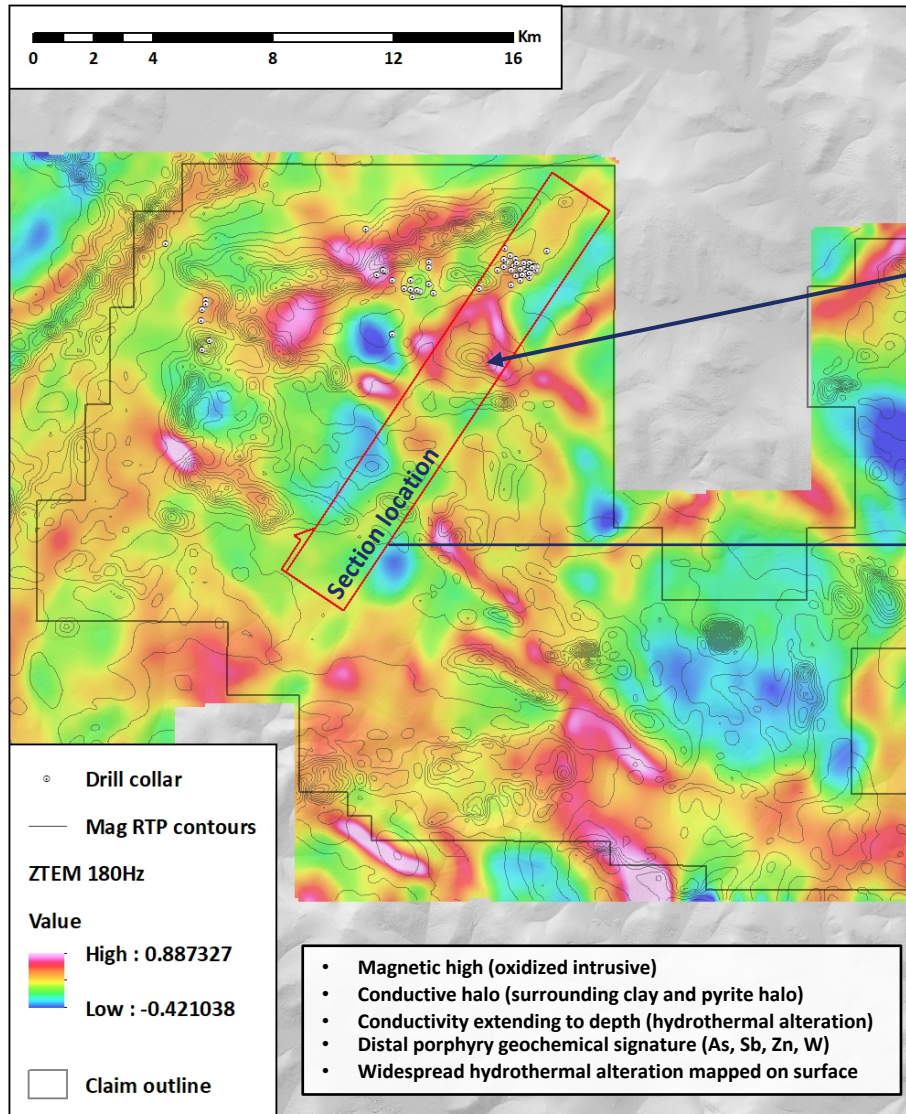 Km
0 2 4 8 12 16
Section location
Drill collar
Mag RTP contours
ZTEM 180Hz
Value
High : 0.887327
Low : -0.421038
Claim outline
• Magnetic high (oxidized intrusive)
• Conductive halo (surrounding clay and pyrite halo)
• Conductivity extending to depth (hydrothermal alteration)
• Distal porphyry geochemical signature (As, Sb, Zn, W)
• Widespread hydrothermal alteration mapped on surface